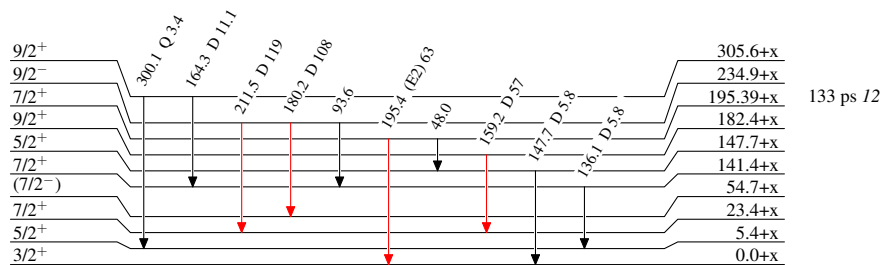 300.1 Q 3.4
164.3 D 11.1
211.5 D 119
180.2 D 108
93.6
195.4 (E2) 63
48.0
159.2 D 57
147.7 D 5.8
136.1 D 5.8
9/2⁺ 305.6+x
9/2⁻ 234.9+x
7/2⁺ 195.39+x 133 ps 12
9/2⁺ 182.4+x
5/2⁺ 147.7+x
7/2⁺ 141.4+x
(7/2⁻) 54.7+x
7/2⁺ 23.4+x
5/2⁺ 5.4+x
3/2⁺ 0.0+x